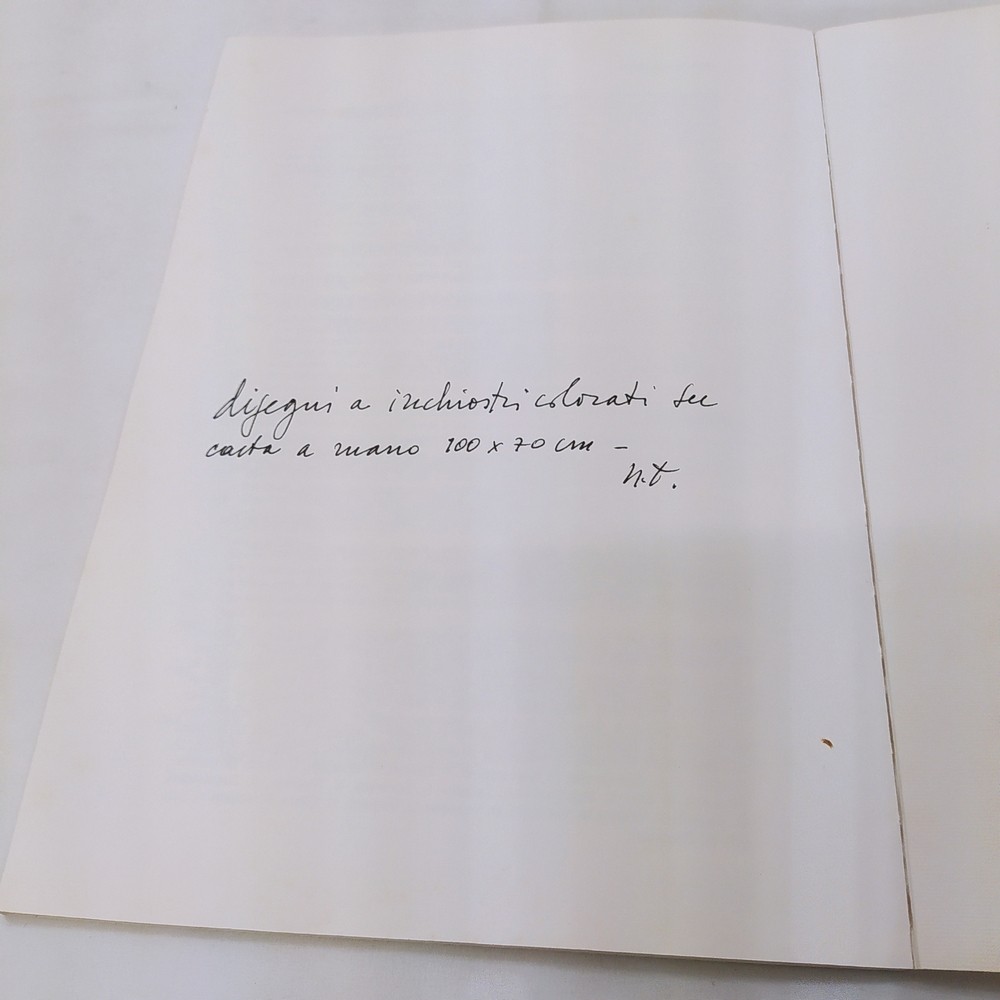 disegni a inchiostri colorati su
carta a mano 100 x 70 cm –
n.t.